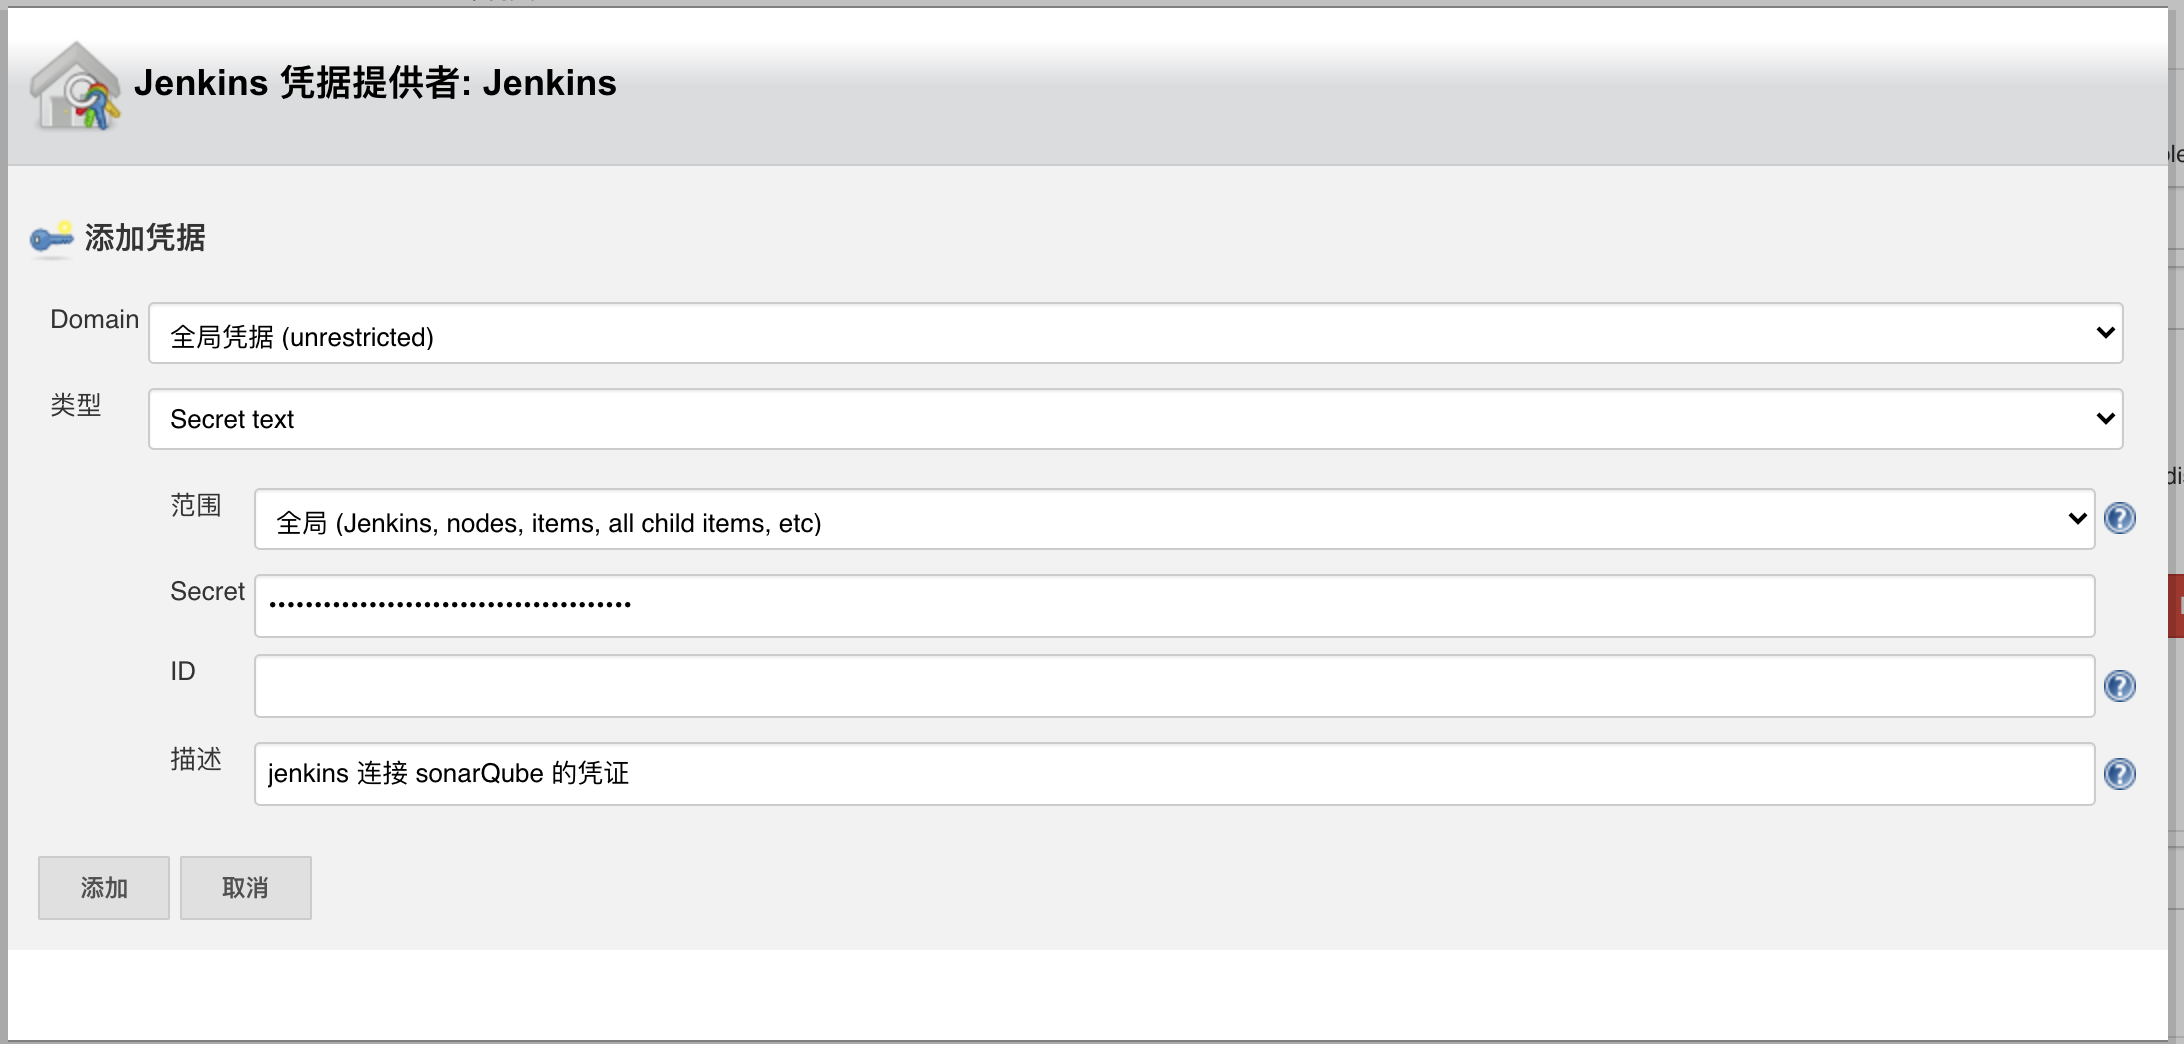 Jenkins 凭据提供者: Jenkins
添加凭据
Domain
全局凭据 (unrestricted)
类型
Secret text
范围
全局 (Jenkins, nodes, items, all child items, etc)
Secret
••••••••••••••••••••••••••••••••••••••••
ID
描述
jenkins 连接 sonarQube 的凭证
添加
取消